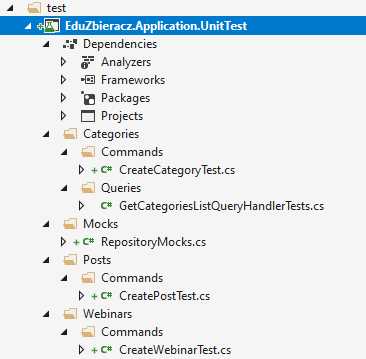 test
EduZbieracz.Application.UnitTest
Dependencies
Analyzers
Frameworks
Packages
Projects
Categories
Commands
CreateCategoryTest.cs
Queries
GetCategoriesListQueryHandlerTests.cs
Mocks
RepositoryMocks.cs
Posts
Commands
CreatePostTest.cs
Webinars
Commands
CreateWebinarTest.cs